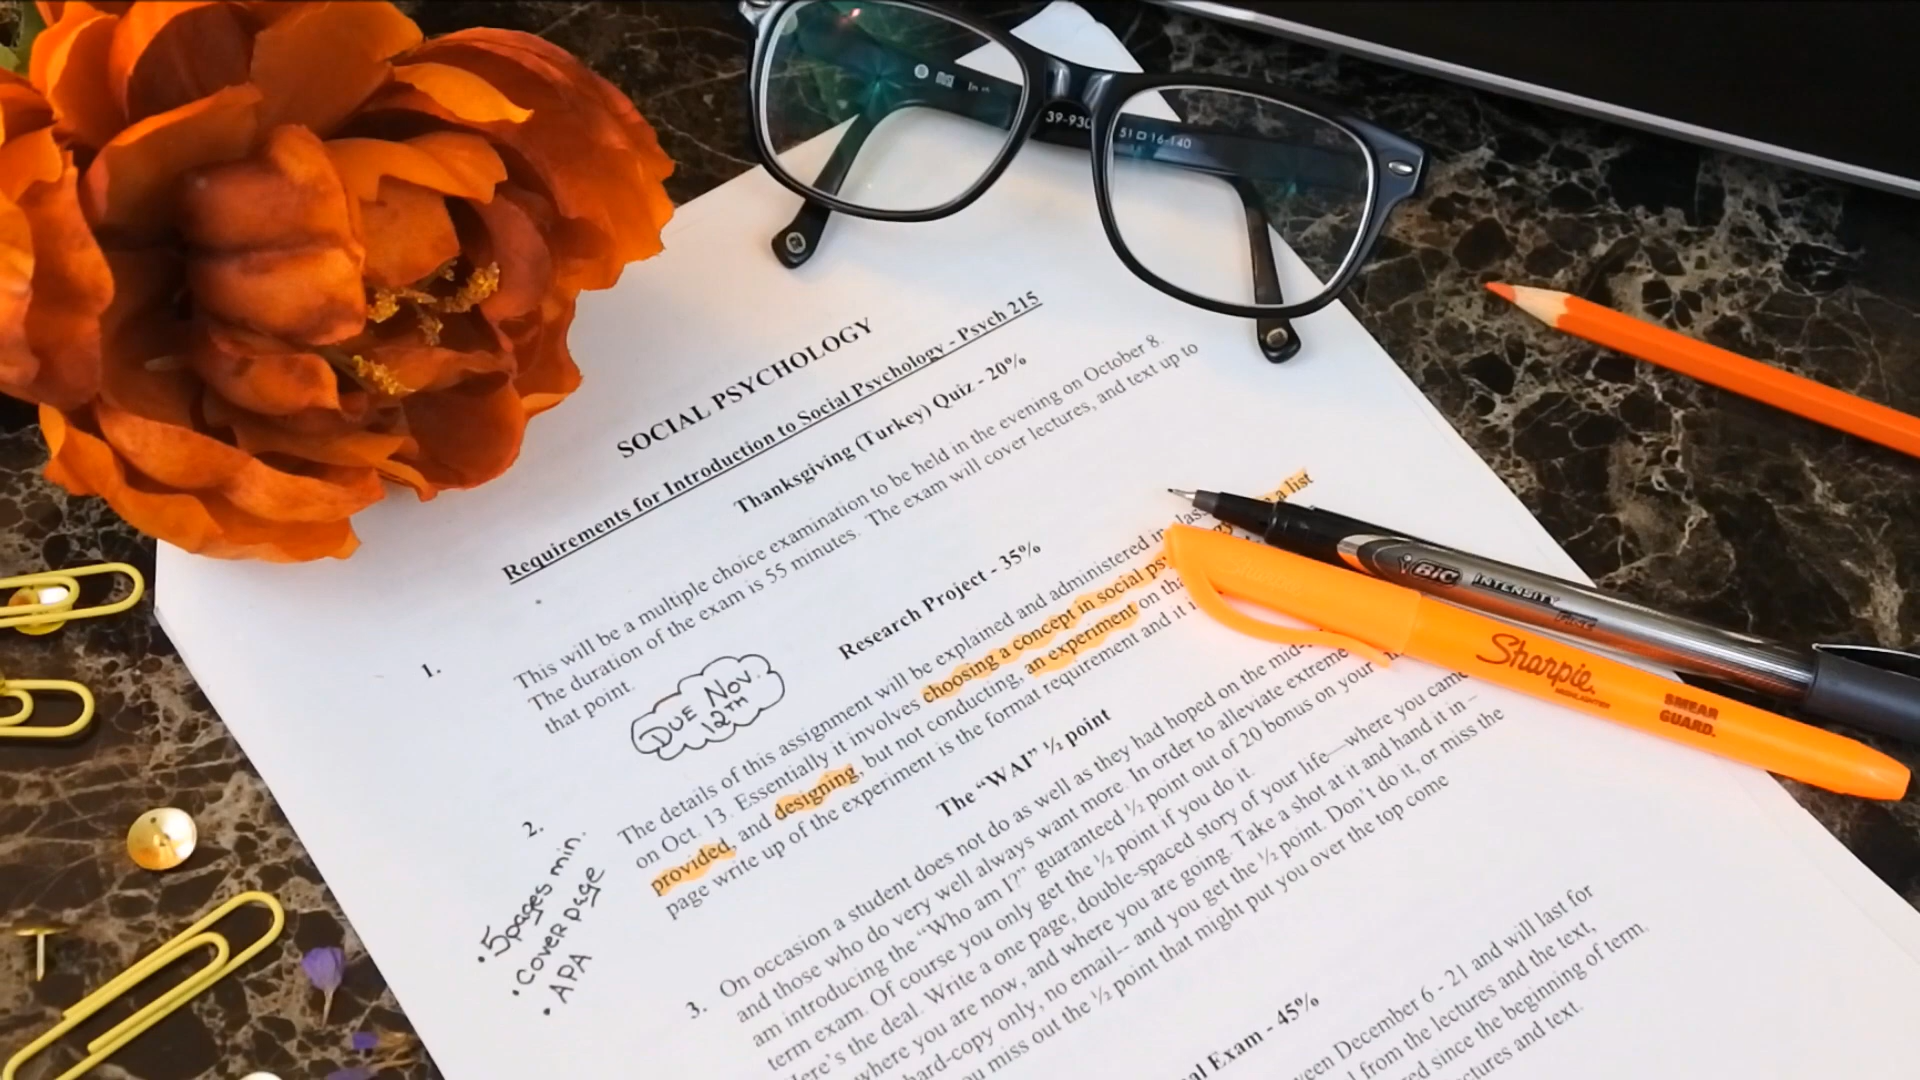 39-930
51 16-140
SOCIAL PSYCHOLOGY
Requirements for Introduction to Social Psychology - Psych 215
Thanksgiving (Turkey) Quiz - 20%
1.
This will be a multiple choice examination to be held in the evening on October 8.
The duration of the exam is 55 minutes. The exam will cover lectures, and text up to
that point.
Research Project - 35%
DUE NOV.
12TH
2.
The details of this assignment will be explained and administered in class
on Oct. 13. Essentially it involves choosing a concept in social a list
provided, and designing, but not conducting, an experiment on
page write up of the experiment is the format requirement and it
• 5 pages min.
• Cover page
• APA
The "WAI" ½ point
3. On occasion a student does not do as well as they had hoped on the mid-
and those who do very well always want more. In order to alleviate extreme
am introducing the "Who am I?" guaranteed ½ point out of 20 bonus on your
term exam. Of course you only get the ½ point if you do it.
the deal. Write a one page, double-spaced story of your life—where you came
where you are now, and where you are going. Take a shot at it and hand it in –
hard-copy only, no email-- and you get the ½ point. Don't do it, or miss the
miss out the ½ point that might put you over the top come
Exam - 45%
December 6 - 21 and will last for
from the lectures and the text,
since the beginning of term.
and text.
BIC INTENSITY
Fine
Sharpie
HIGHLIGHTER
SMEAR
GUARD